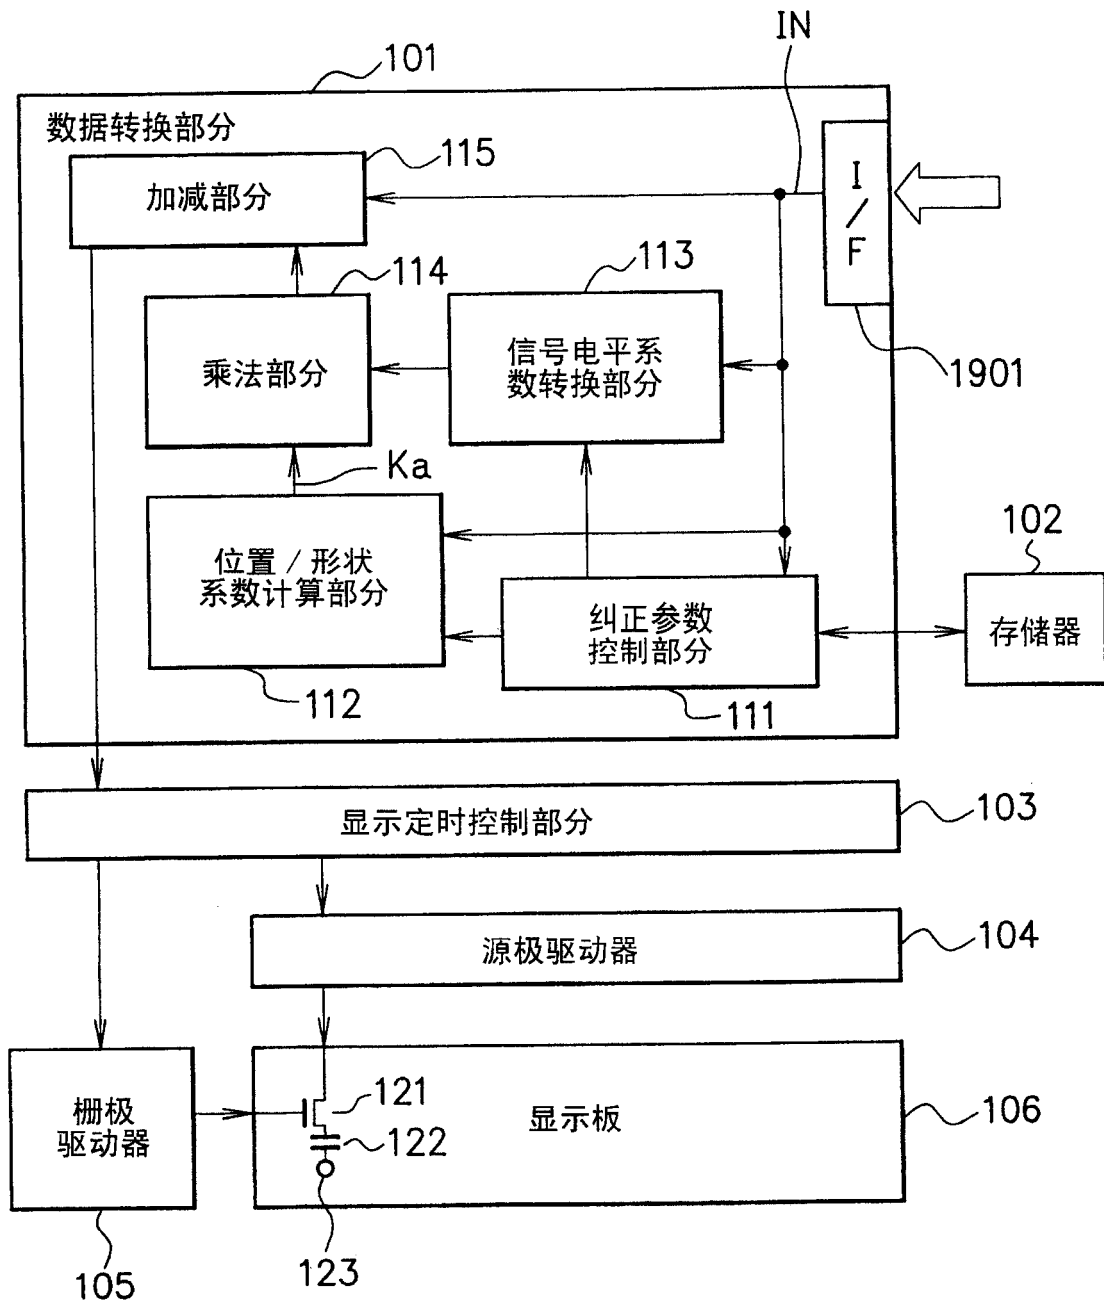 IN
101
数据转换部分
115
加减部分
I
/
F
114
113
乘法部分
信号电平系
数转换部分
1901
Ka
102
位置/形状
系数计算部分
纠正参数
控制部分
存储器
112
111
显示定时控制部分
103
源极驱动器
104
栅极
驱动器
121
122
显示板
106
123
105